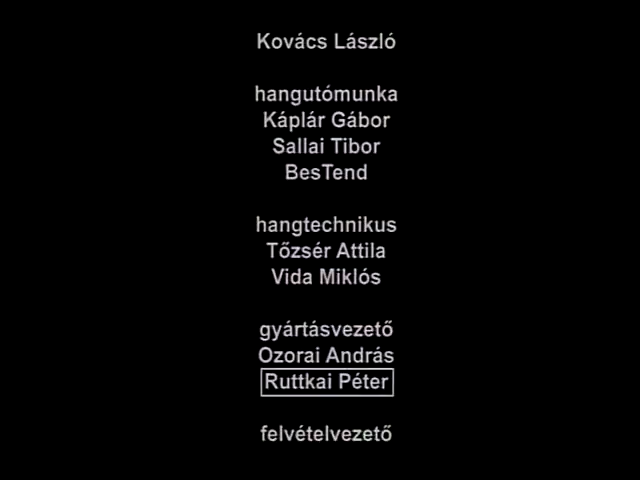 Kovács László
hangutómunka
Káplár Gábor
Sallai Tibor
BesTend
hangtechnikus
Tőzsér Attila
Vida Miklós
gyártásvezető
Ozorai András
Ruttkai Péter
felvételvezető